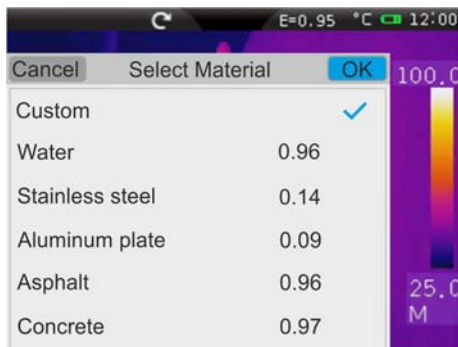 E=0.95 °C 12:00
Cancel Select Material OK
100.0
Custom
Water 0.96
Stainless steel 0.14
Aluminum plate 0.09
Asphalt 0.96
Concrete 0.97
25.0
M